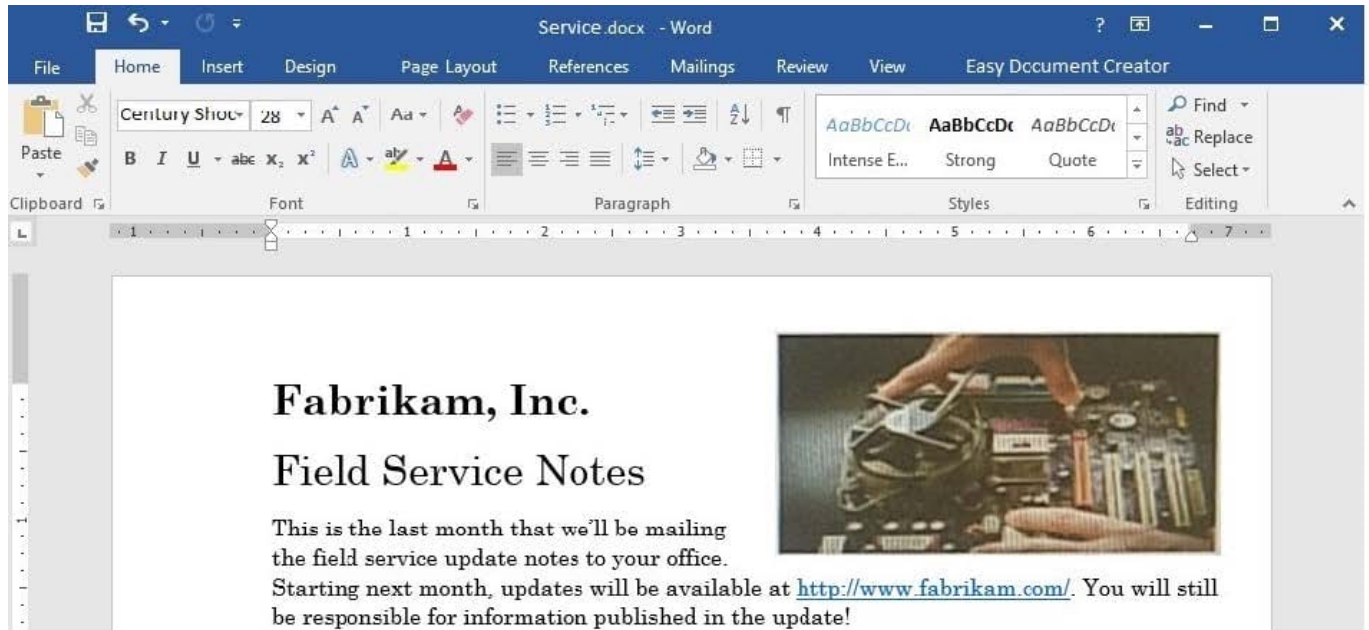 Service.docx - Word ?
File Home Insert Design Page Layout References Mailings Review View Easy Document Creator
Century Shoo 28 A A Aa Find
Paste B I U abc X₂ X² A aby A AaBbCcDc AaBbCcDc AaBbCcDc Replace
Intense E... Strong Quote Select
Clipboard Font Paragraph Styles Editing
L 1 1 2 3 4 5 6 7
Fabrikam, Inc.
Field Service Notes
This is the last month that we'll be mailing
the field service update notes to your office.
Starting next month, updates will be available at http://www.fabrikam.com/. You will still
be responsible for information published in the update!
1